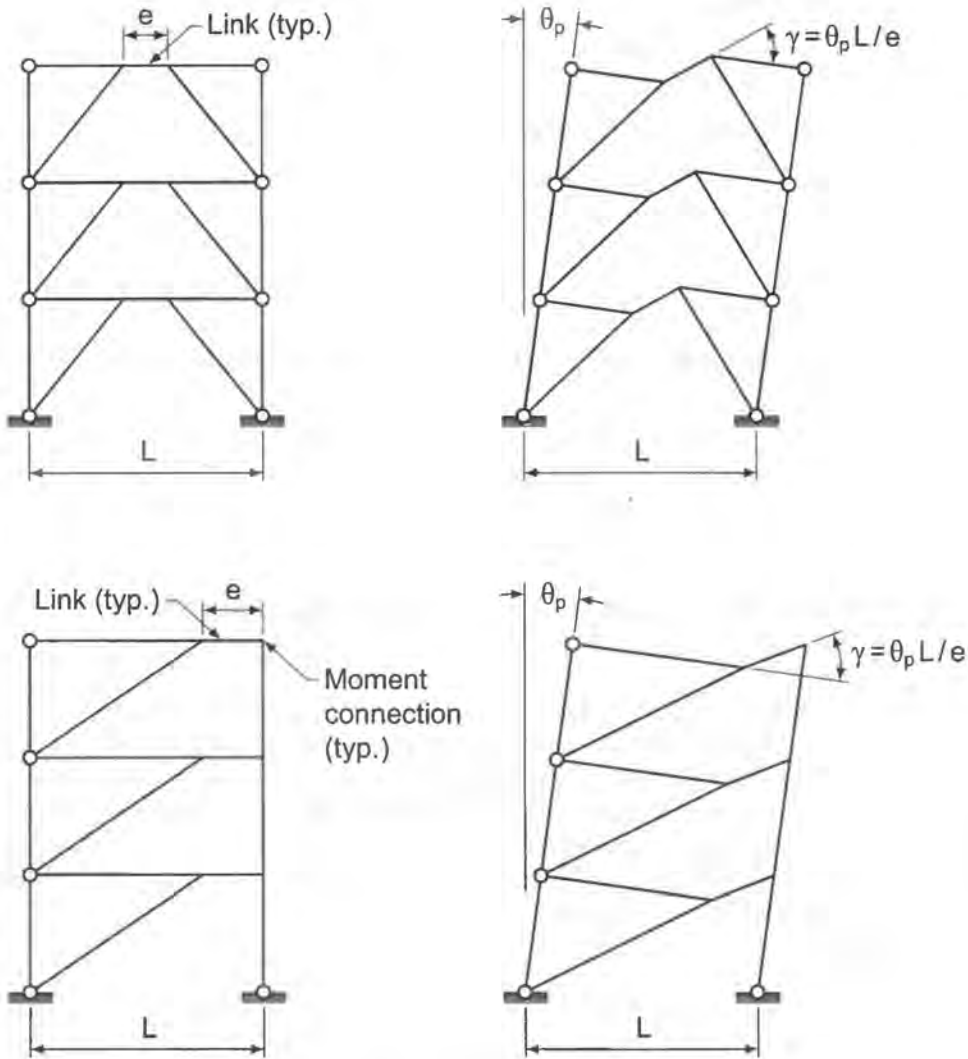 e
Link (typ.)
L
θp
γ = θp L/e
L
Link (typ.)
e
Moment
connection
(typ.)
L
θp
γ = θp L/e
L